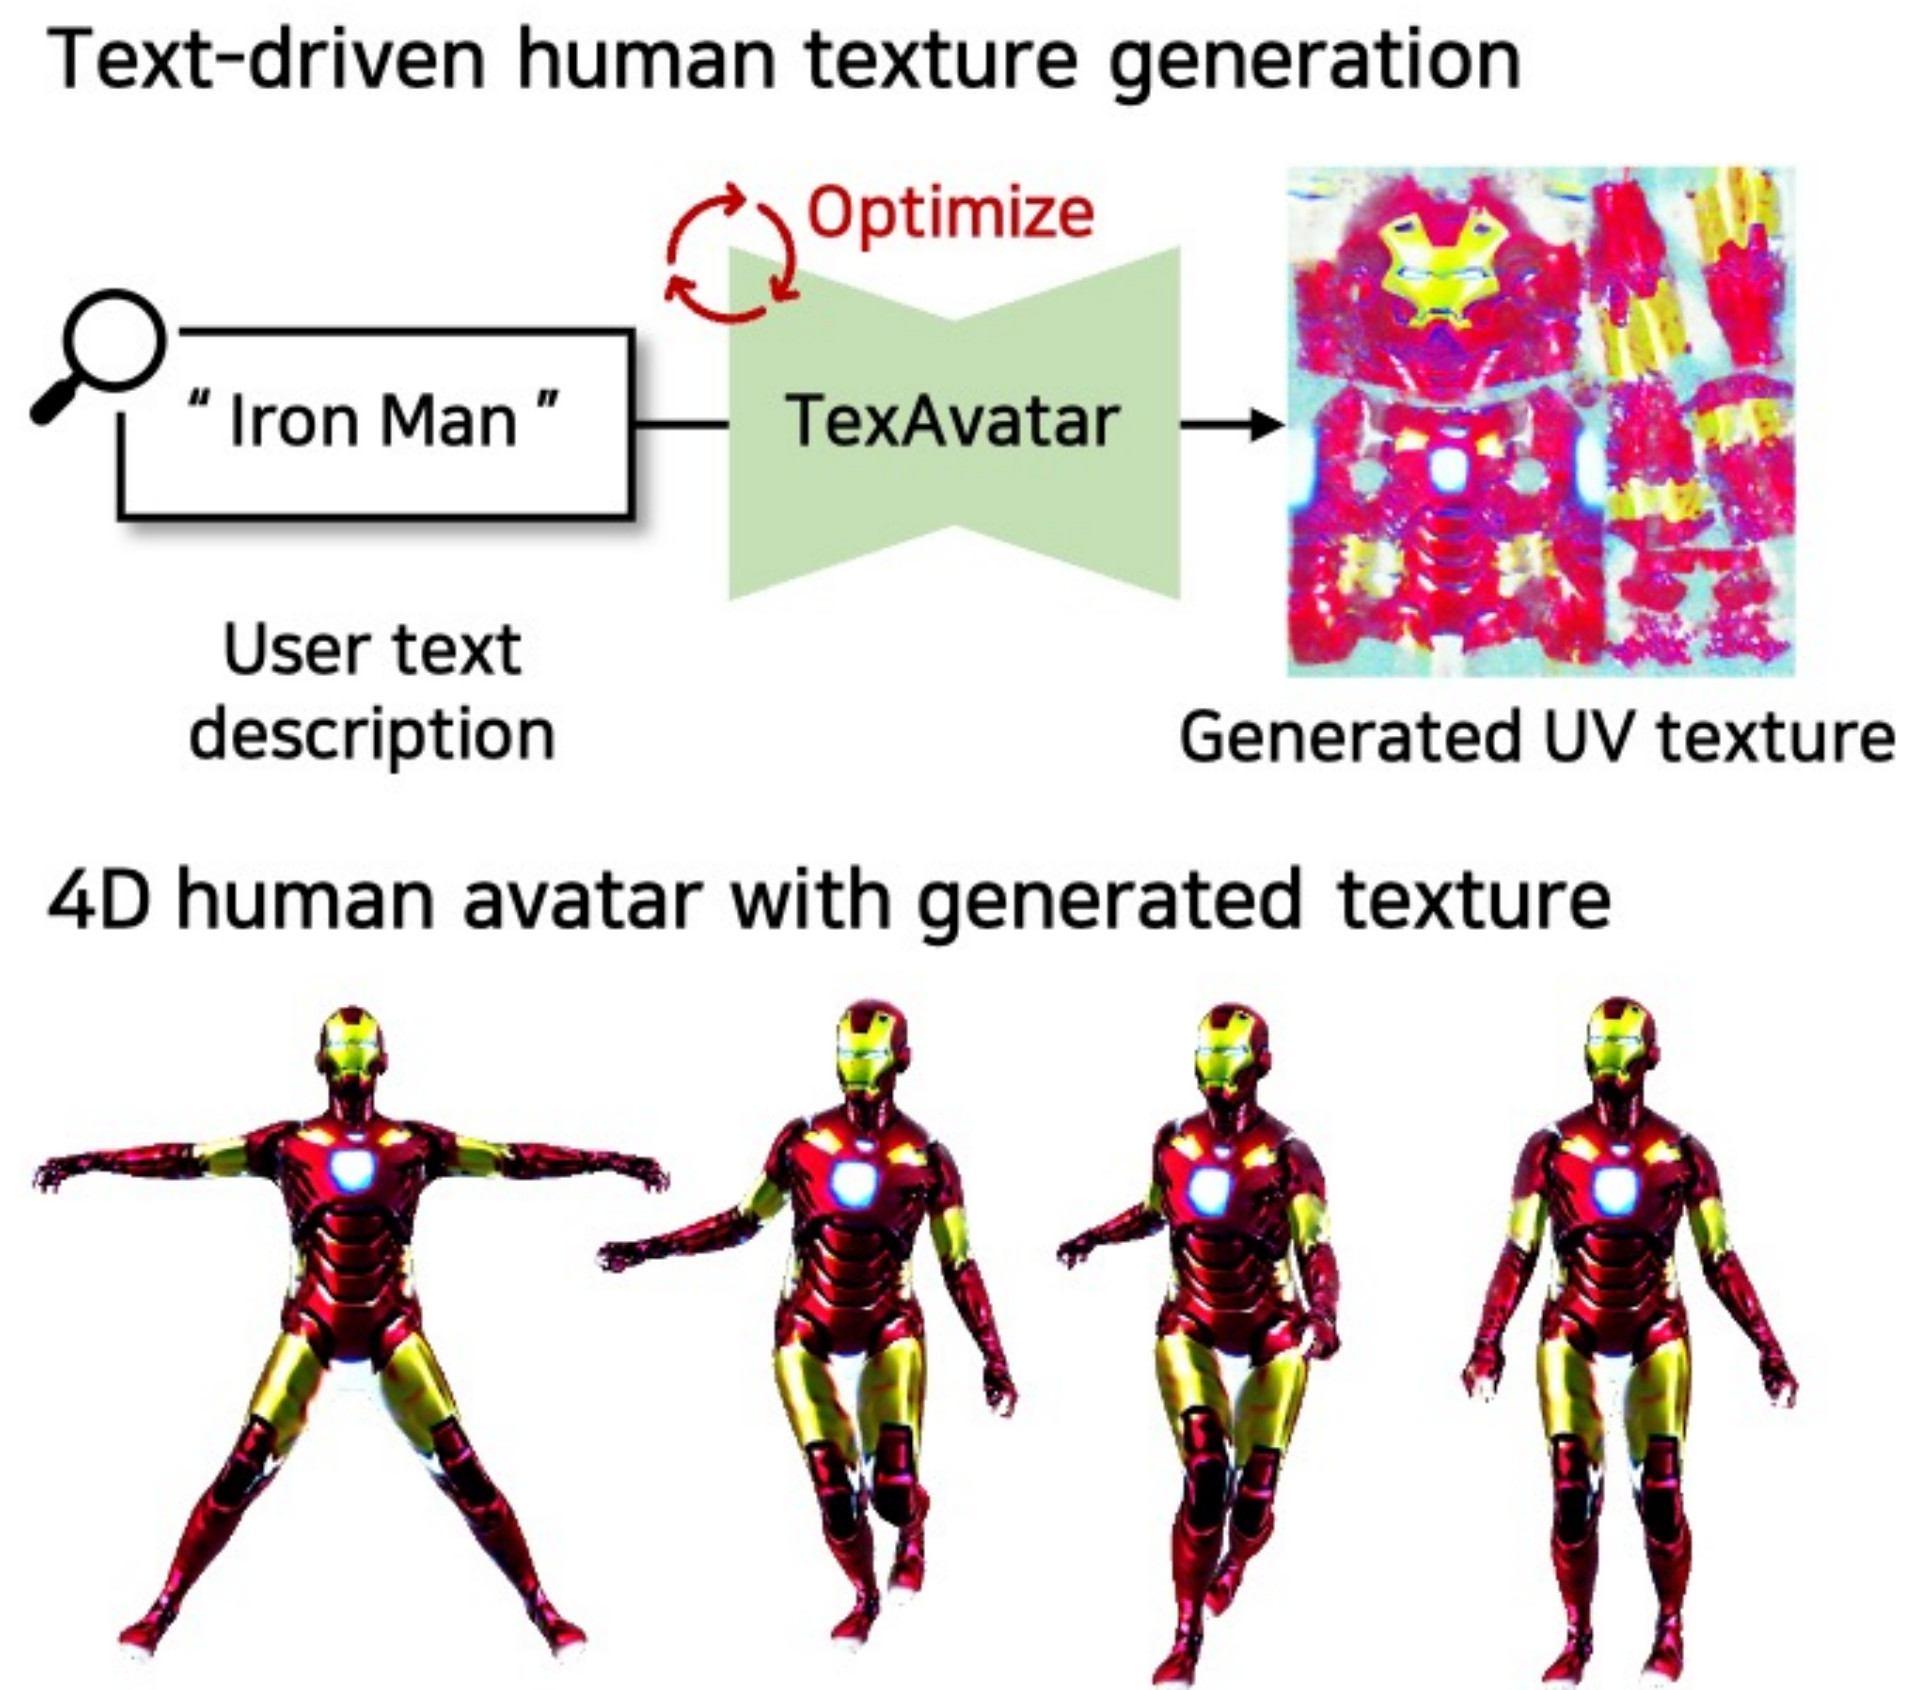 Text-driven human texture generation
Optimize
“ Iron Man ”
TexAvatar
User text
description
Generated UV texture
4D human avatar with generated texture